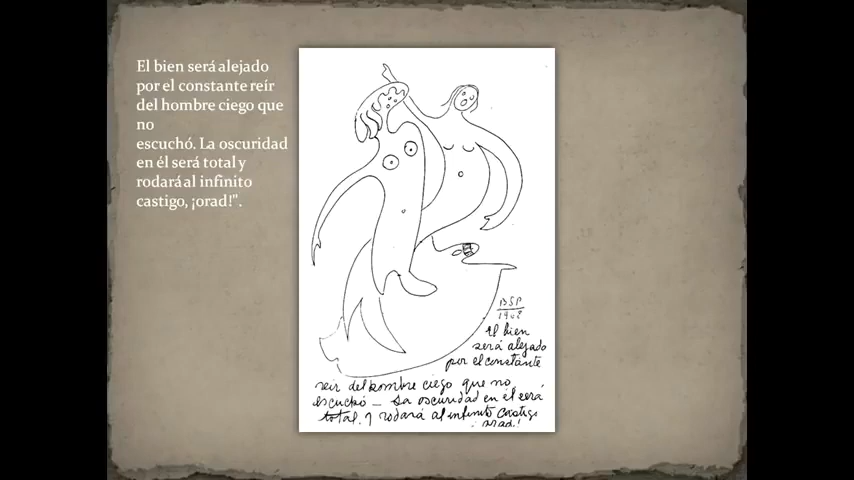 El bien será alejado
por el constante reír
del hombre ciego que
no
escuchó. La oscuridad
en él será total y
rodará al infinito
castigo, ¡orad!".
BSP
El bien
será alejado
por el constante
reir del hombre ciego que no
escuchó — La oscuridad en él será
total. y rodará al infinito castigo
orad!